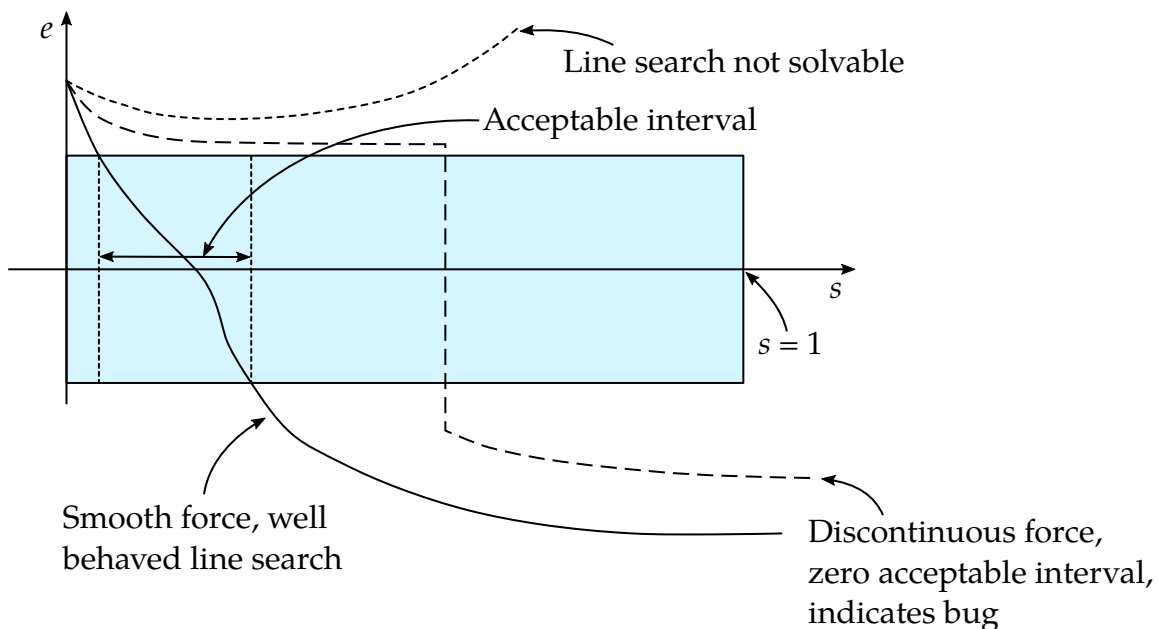 e
Line search not solvable
Acceptable interval
s
s = 1
Smooth force, well
behaved line search
Discontinuous force,
zero acceptable interval,
indicates bug